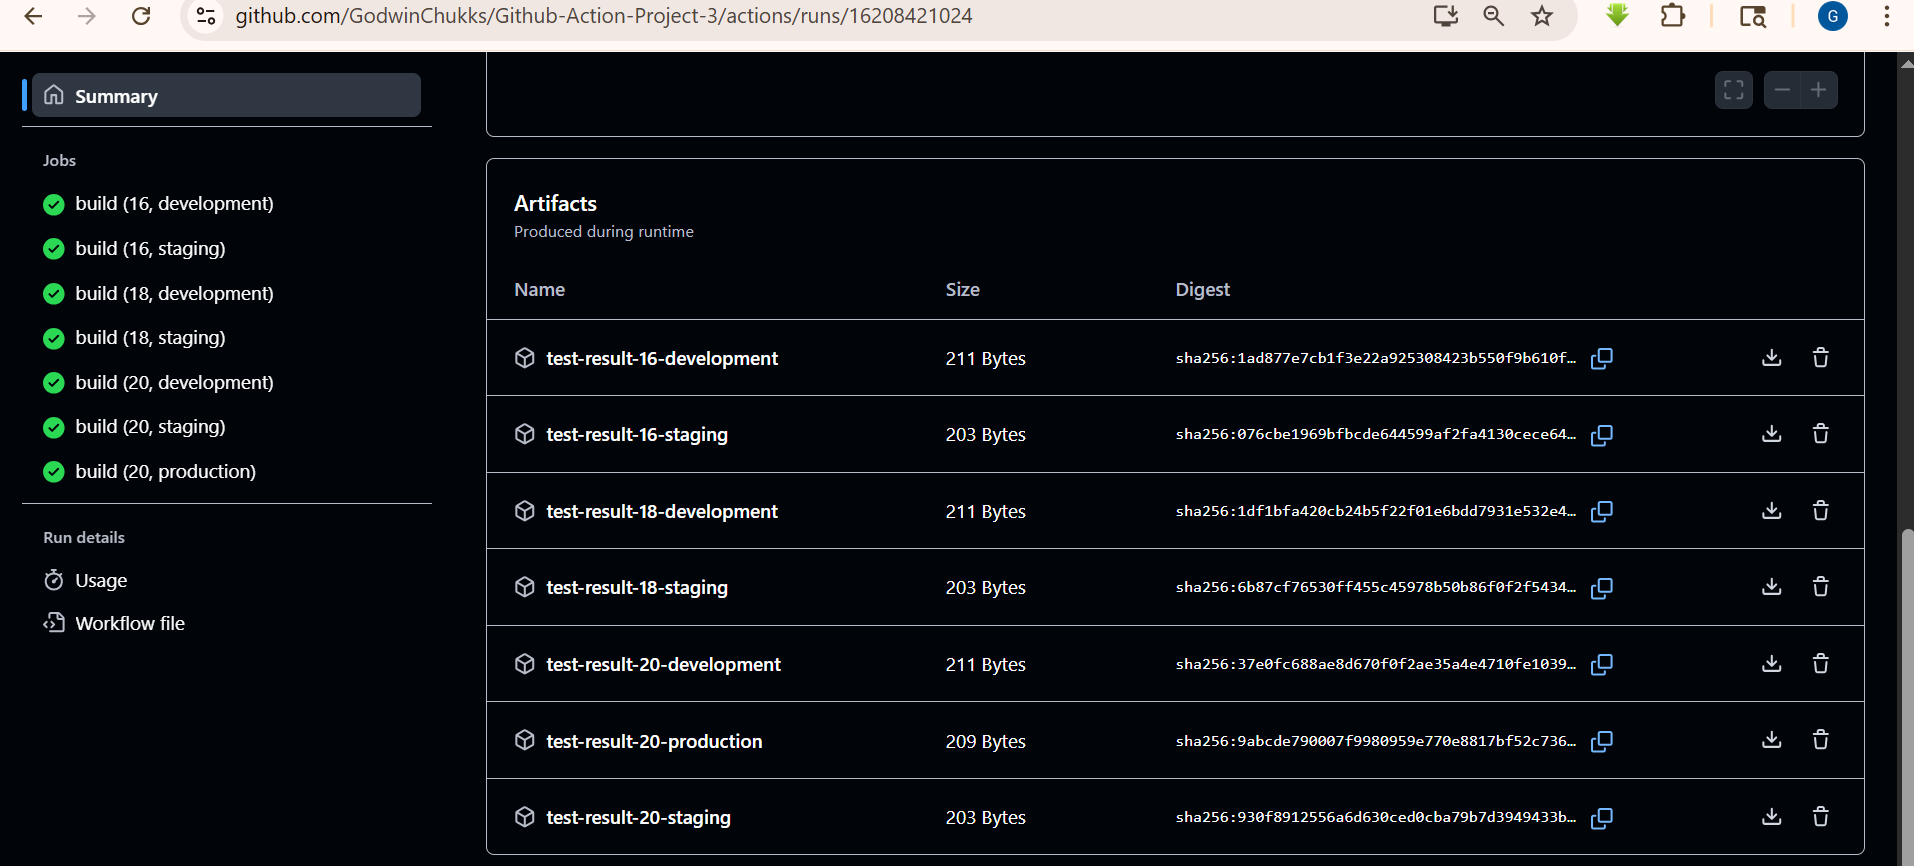 github.com/GodwinChukks/Github-Action-Project-3/actions/runs/16208421024
G
Summary
Jobs
build (16, development)
build (16, staging)
build (18, development)
build (18, staging)
build (20, development)
build (20, staging)
build (20, production)
Run details
Usage
Workflow file
Artifacts
Produced during runtime
Name Size Digest
test-result-16-development 211 Bytes sha256:1ad877e7cb1f3e22a925308423b550f9b610f…
test-result-16-staging 203 Bytes sha256:076cbe1969bfbcde644599af2fa4130cece64…
test-result-18-development 211 Bytes sha256:1df1bfa420cb24b5f22f01e6bdd7931e532e4…
test-result-18-staging 203 Bytes sha256:6b87cf76530ff455c45978b50b86f0f2f5434…
test-result-20-development 211 Bytes sha256:37e0fc688ae8d670f0f2ae35a4e4710fe1039…
test-result-20-production 209 Bytes sha256:9abcde790007f9980959e770e8817bf52c736…
test-result-20-staging 203 Bytes sha256:930f8912556a6d630ced0cba79b7d3949433b…